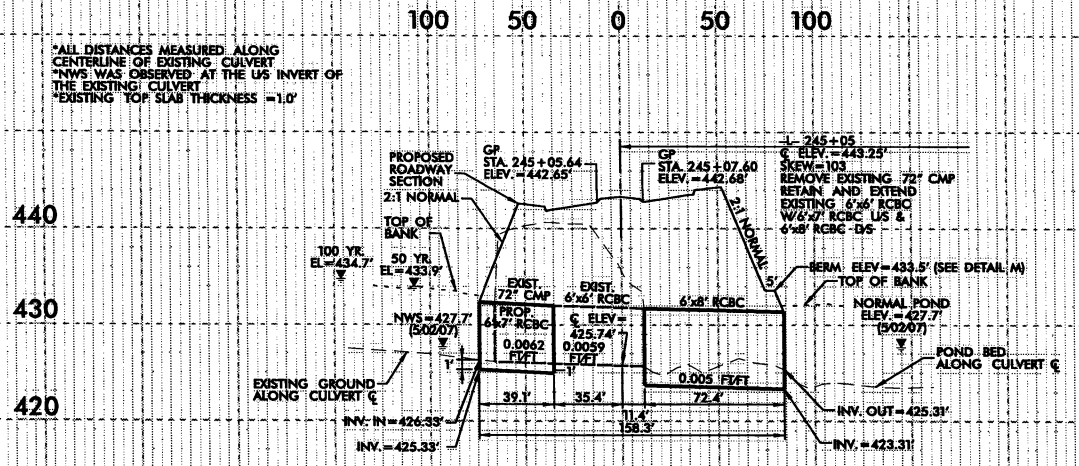 100 50 0 50 100
*ALL DISTANCES MEASURED ALONG
CENTERLINE OF EXISTING CULVERT
*NWS WAS OBSERVED AT THE U/S INVERT OF
THE EXISTING CULVERT
*EXISTING TOP SLAB THICKNESS =1.0'
PROPOSED
ROADWAY
SECTION
2:1 NORMAL
TOP OF
BANK
GP
STA. 245+05.64
ELEV.=442.65'
GP
STA. 245+07.60
ELEV.=442.68'
-L- 245+05
℄ ELEV.=443.25'
SKEW=103
REMOVE EXISTING 72" CMP
RETAIN AND EXTEND
EXISTING 6'x6' RCBC
W/6'x7' RCBC U/S &
6'x8' RCBC D/S
440
100 YR.
EL=434.7'
50 YR.
EL=433.9'
2:1 NORMAL
5'
BERM ELEV=433.5' (SEE DETAIL M)
TOP OF BANK
430
EXIST.
72" CMP
EXIST.
6'x6' RCBC
6'x8' RCBC
NORMAL POND
ELEV.=427.7'
(5/02/07)
NWS=427.7'
(5/02/07)
PROP.
6'x7' RCBC
℄ ELEV=
425.74'
0.0062
FT/FT
0.0059
FT/FT
1'
1'
0.005 FT/FT
POND BED
ALONG CULVERT ℄
EXISTING GROUND
ALONG CULVERT ℄
420
39.1'
35.4'
72.4'
11.4'
158.3'
INV. IN=426.33'
INV.=425.33'
INV. OUT=425.31'
INV.=423.31'